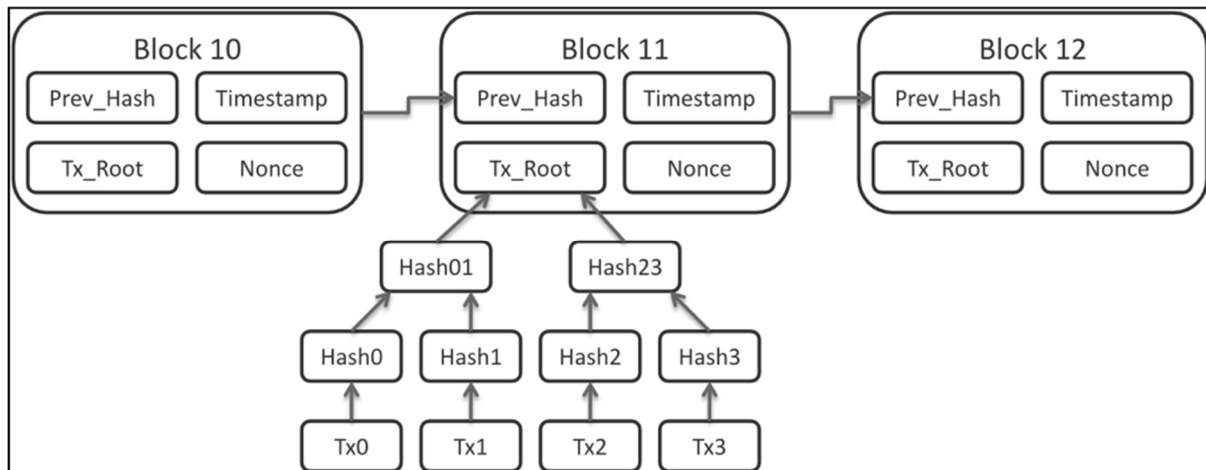 Block 10
Block 11
Block 12
Prev_Hash
Timestamp
Prev_Hash
Timestamp
Prev_Hash
Timestamp
Tx_Root
Nonce
Tx_Root
Nonce
Tx_Root
Nonce
Hash01
Hash23
Hash0
Hash1
Hash2
Hash3
Tx0
Tx1
Tx2
Tx3